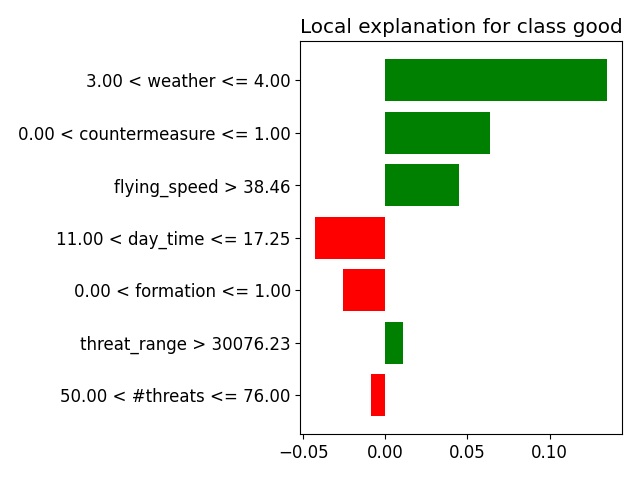 Local explanation for class good
3.00 < weather <= 4.00
0.00 < countermeasure <= 1.00
flying_speed > 38.46
11.00 < day_time <= 17.25
0.00 < formation <= 1.00
threat_range > 30076.23
50.00 < #threats <= 76.00
−0.05 0.00 0.05 0.10